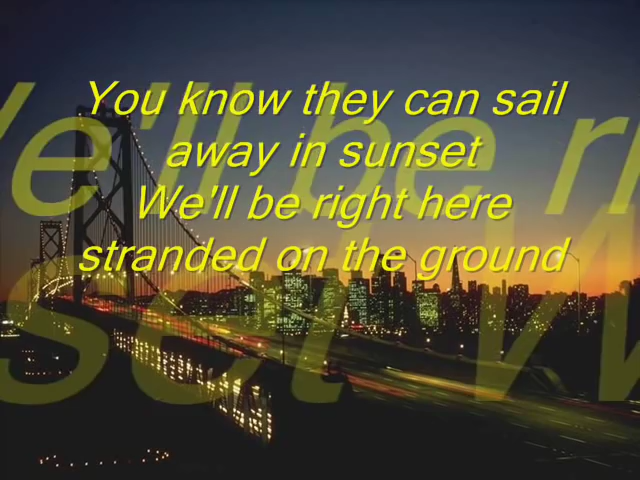 You know they can sail
away in sunset
We'll be right here
stranded on the ground